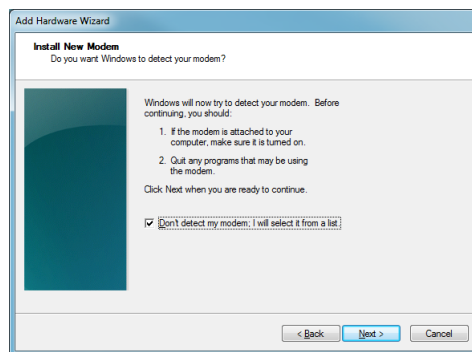 Add Hardware Wizard
Install New Modem
Do you want Windows to detect your modem?
Windows will now try to detect your modem. Before
continuing, you should:
1. If the modem is attached to your
computer, make sure it is turned on.
2. Quit any programs that may be using
the modem.
Click Next when you are ready to continue.
Don't detect my modem; I will select it from a list.
< Back Next > Cancel